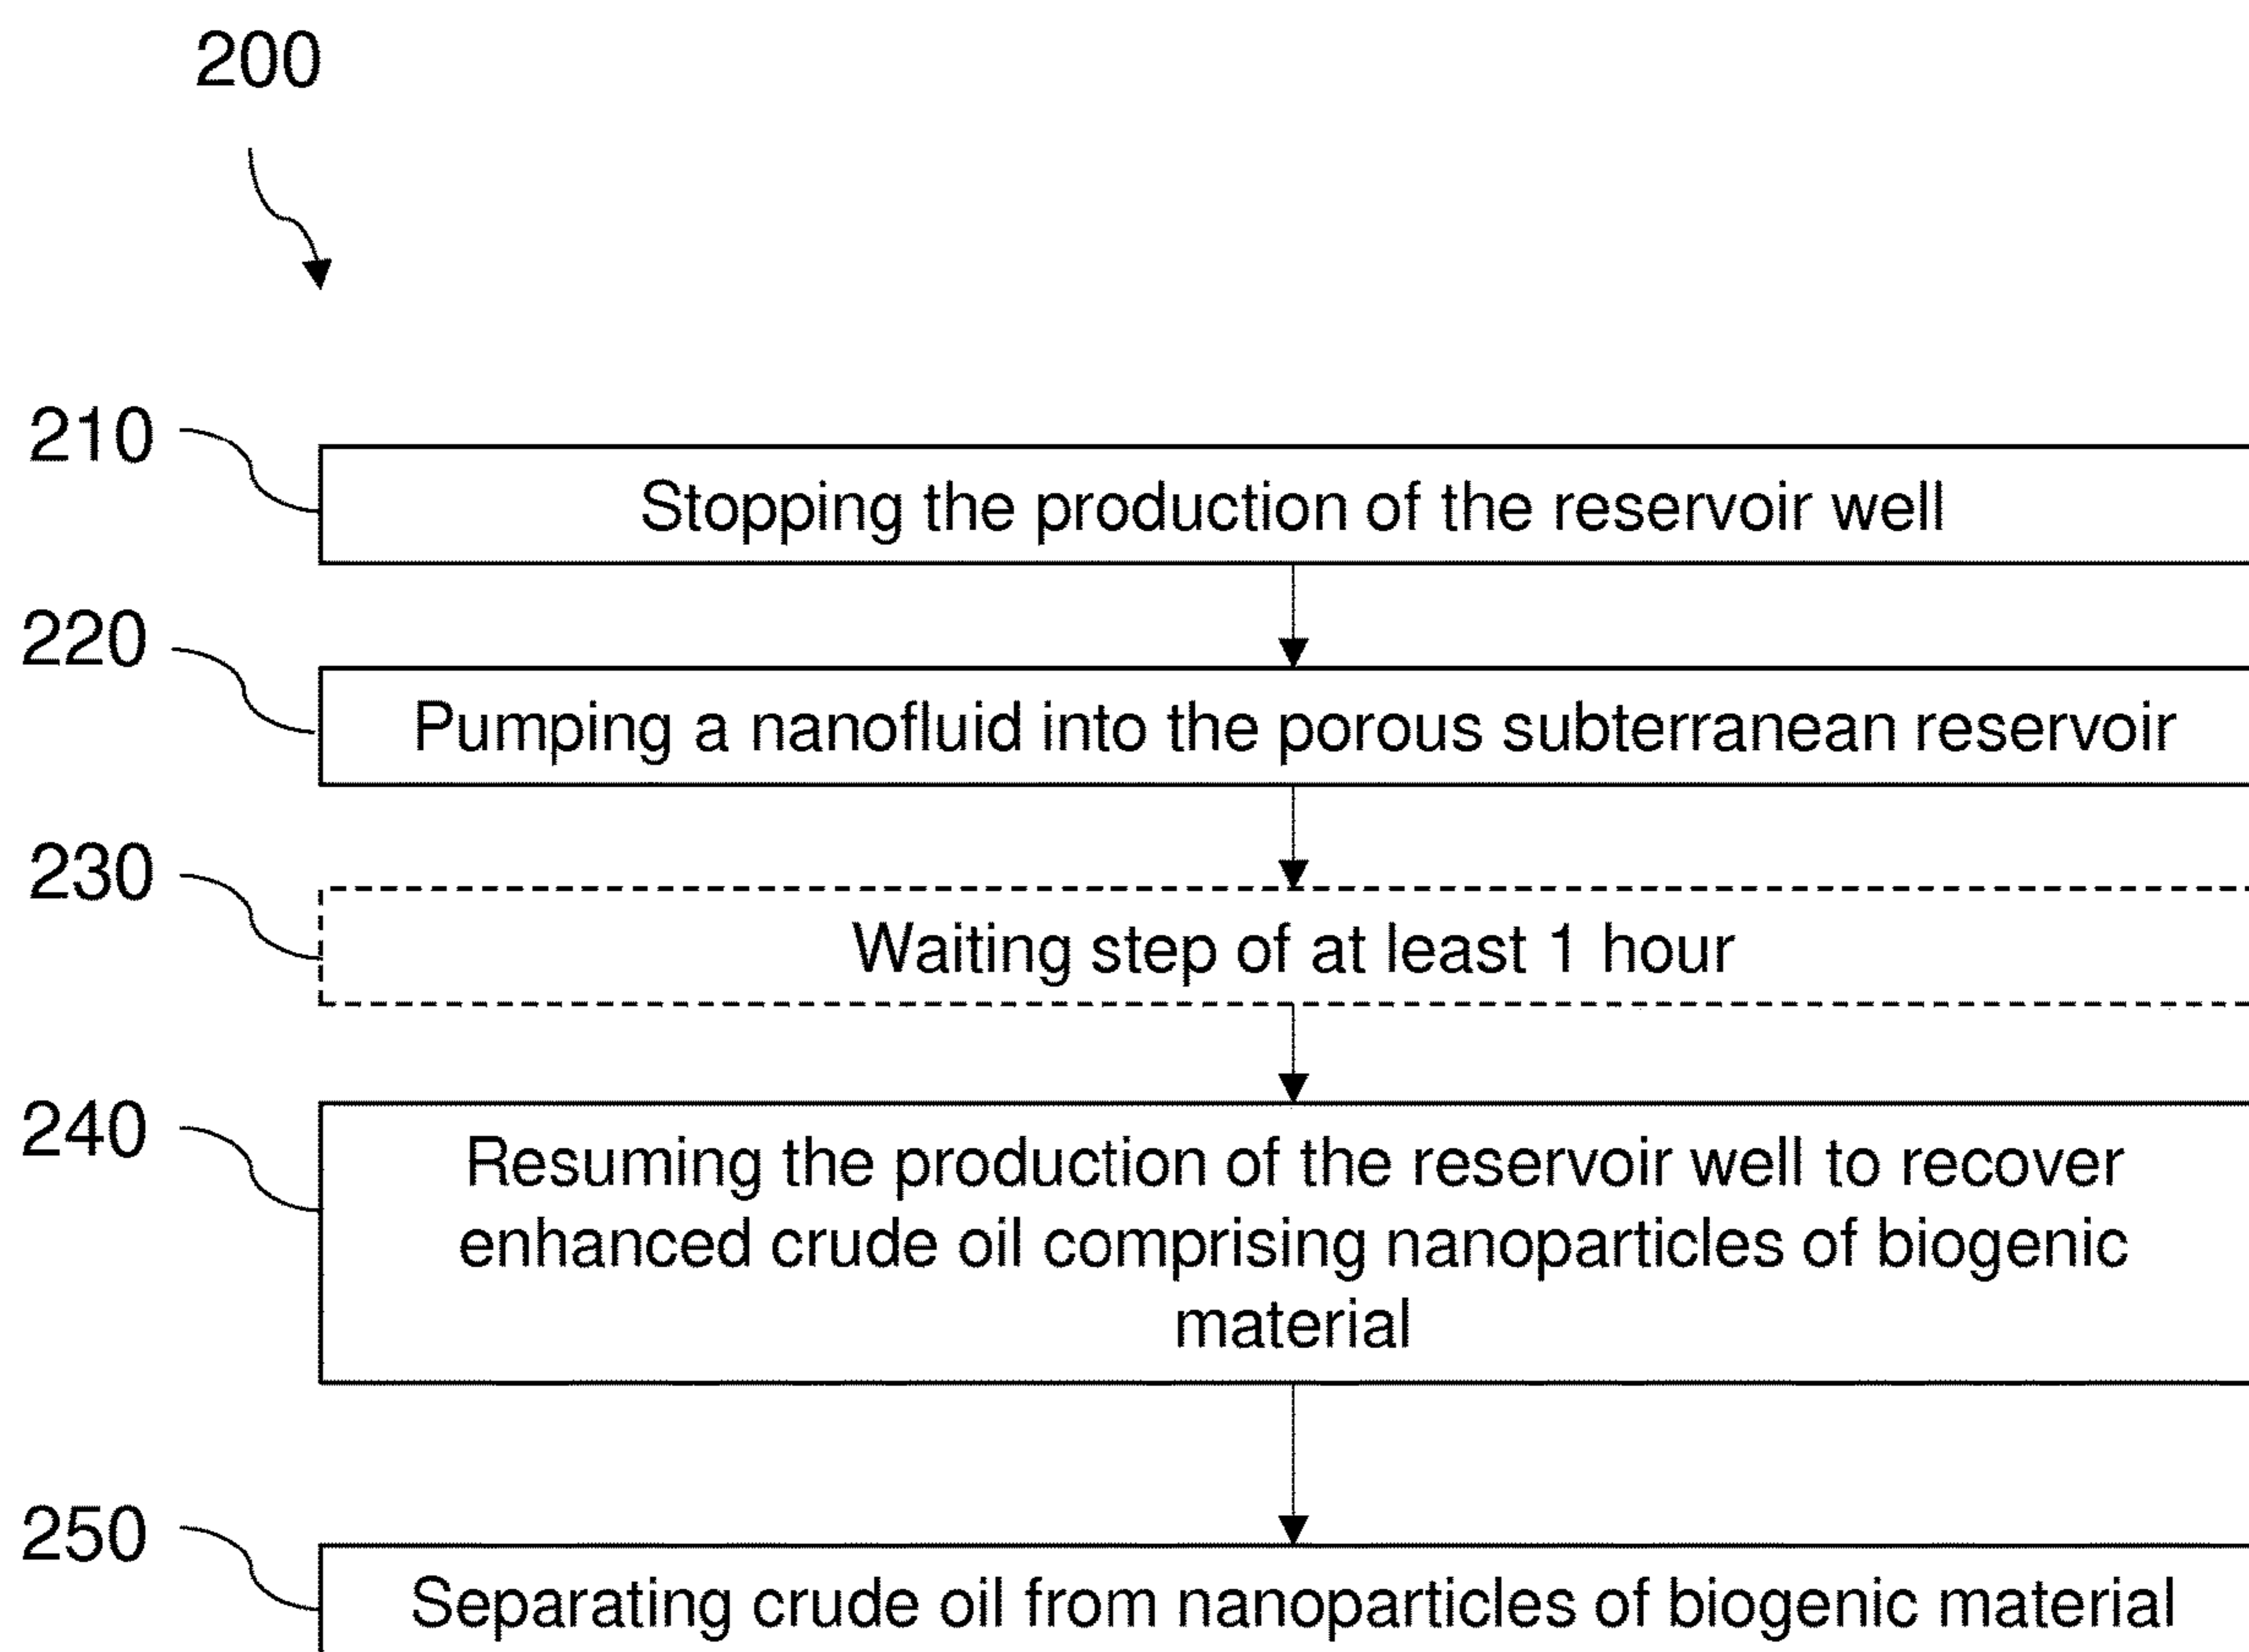 200
210
Stopping the production of the reservoir well
220
Pumping a nanofluid into the porous subterranean reservoir
230
Waiting step of at least 1 hour
240
Resuming the production of the reservoir well to recover
enhanced crude oil comprising nanoparticles of biogenic
material
250
Separating crude oil from nanoparticles of biogenic material